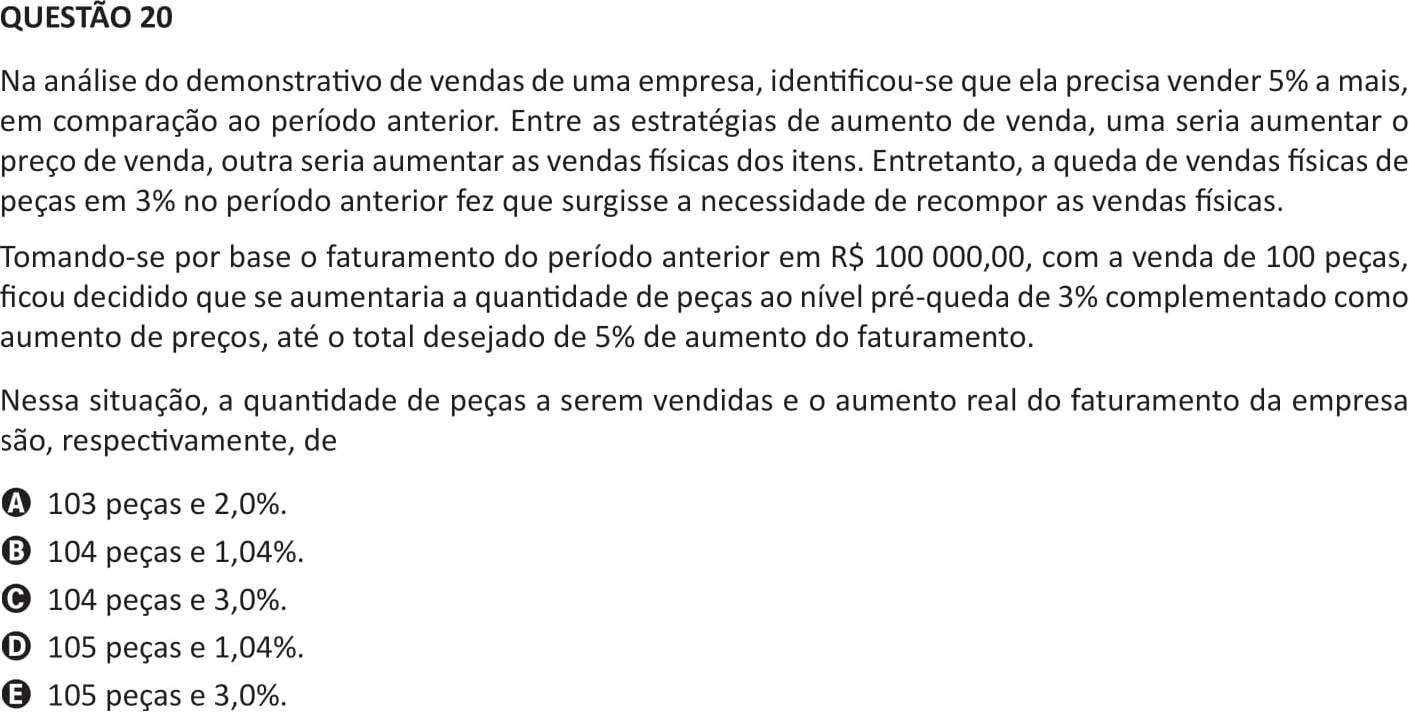 QUESTÃO 20
Na análise do demonstrativo de vendas de uma empresa, identificou-se que ela precisa vender 5% a mais,
em comparação ao período anterior. Entre as estratégias de aumento de venda, uma seria aumentar o
preço de venda, outra seria aumentar as vendas físicas dos itens. Entretanto, a queda de vendas físicas de
peças em 3% no período anterior fez que surgisse a necessidade de recompor as vendas físicas.
Tomando-se por base o faturamento do período anterior em R$ 100 000,00, com a venda de 100 peças,
ficou decidido que se aumentaria a quantidade de peças ao nível pré-queda de 3% complementado como
aumento de preços, até o total desejado de 5% de aumento do faturamento.
Nessa situação, a quantidade de peças a serem vendidas e o aumento real do faturamento da empresa
são, respectivamente, de
A 103 peças e 2,0%.
B 104 peças e 1,04%.
C 104 peças e 3,0%.
D 105 peças e 1,04%.
E 105 peças e 3,0%.